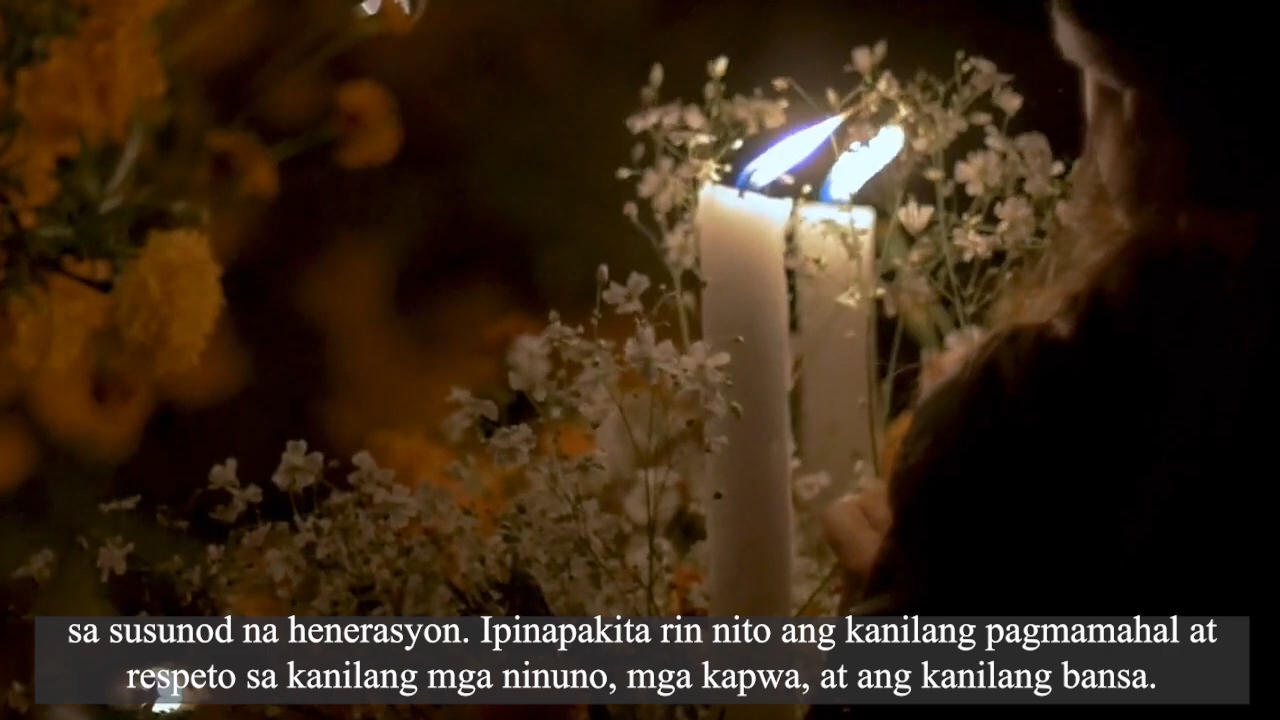 sa susunod na henerasyon. Ipinapakita rin nito ang kanilang pagmamahal at
respeto sa kanilang mga ninuno, mga kapwa, at ang kanilang bansa.